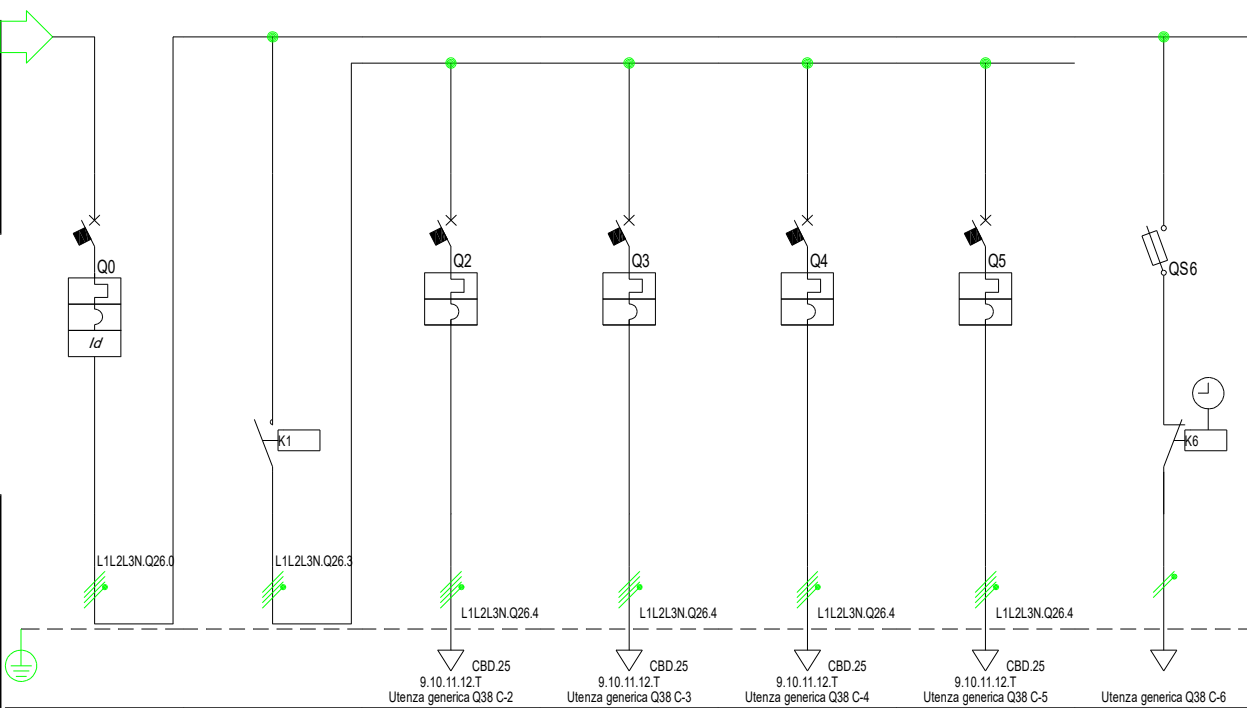 Q0
Id
Q2
Q3
Q4
Q5
QS6
K1
K6
L1L2L3N.Q26.0
L1L2L3N.Q26.3
L1L2L3N.Q26.4
L1L2L3N.Q26.4
L1L2L3N.Q26.4
L1L2L3N.Q26.4
CBD.25
9.10.11.12.T
Utenza generica Q38 C-2
CBD.25
9.10.11.12.T
Utenza generica Q38 C-3
CBD.25
9.10.11.12.T
Utenza generica Q38 C-4
CBD.25
9.10.11.12.T
Utenza generica Q38 C-5
Utenza generica Q38 C-6